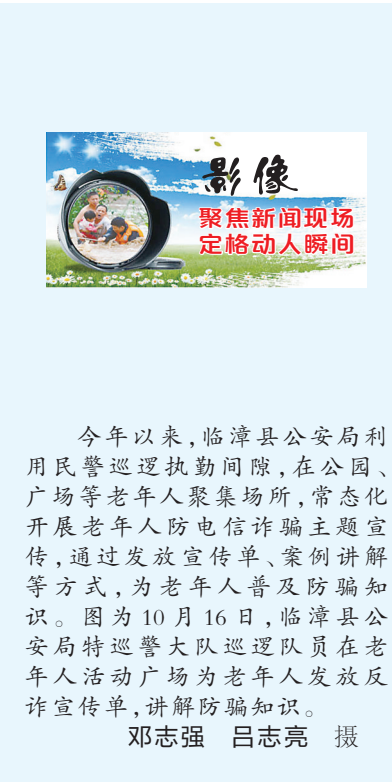 影像
聚焦新闻现场
定格动人瞬间
今年以来,临漳县公安局利
用民警巡逻执勤间隙,在公园、
广场等老年人聚集场所,常态化
开展老年人防电信诈骗主题宣
传,通过发放宣传单、案例讲解
等方式,为老年人普及防骗知
识。图为 10 月 16 日,临漳县公
安局特巡警大队巡逻队员在老
年人活动广场为老年人发放反
诈宣传单,讲解防骗知识。
邓志强 吕志亮 摄